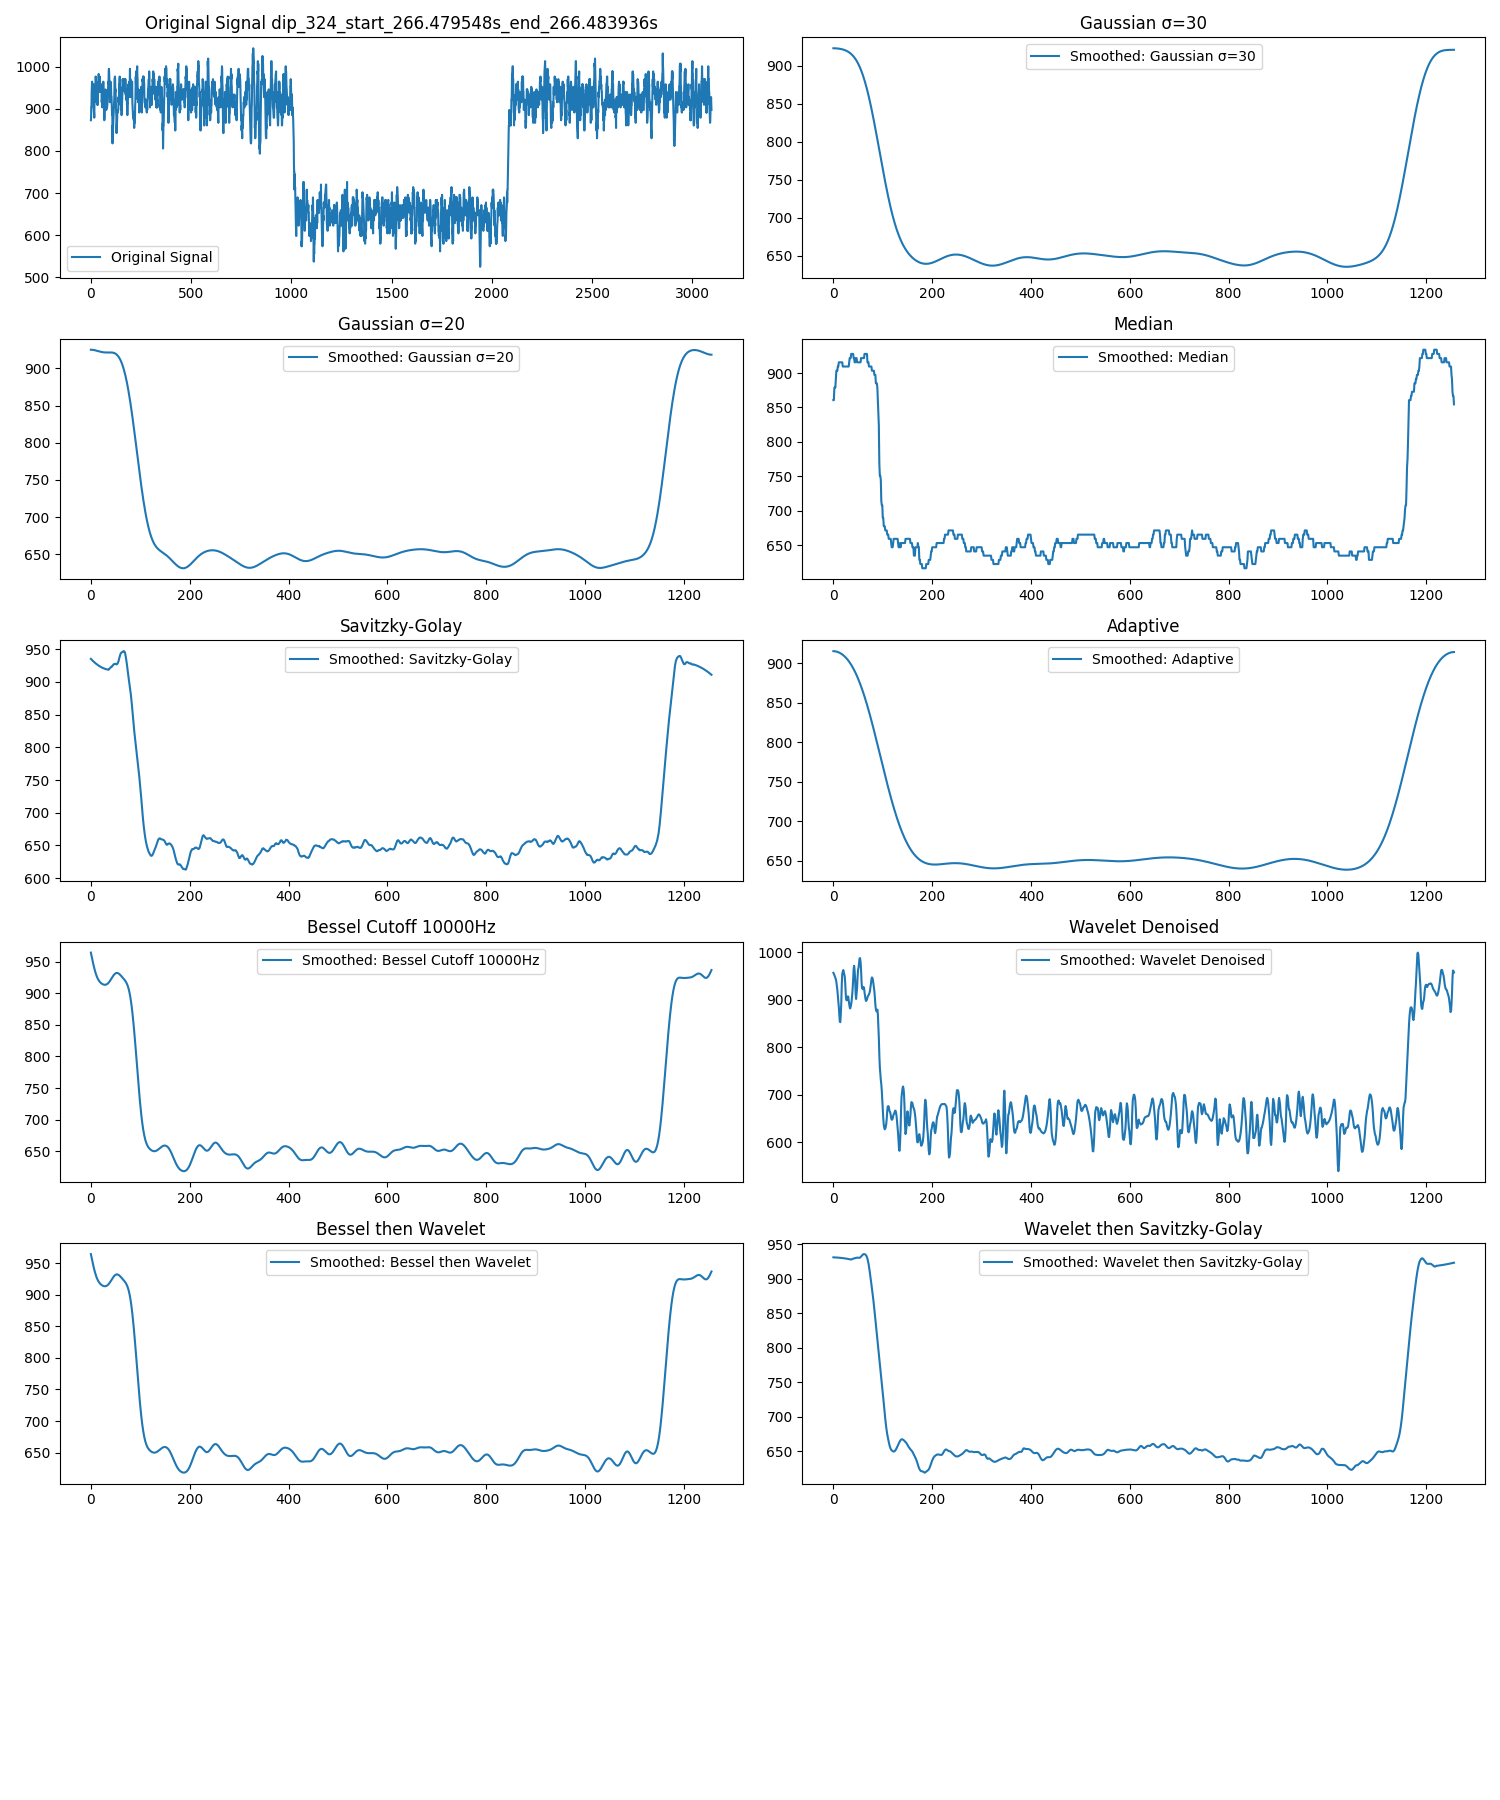 Original Signal dip_324_start_266.479548s_end_266.483936s
1000
900
800
700
600
500
Original Signal
0 500 1000 1500 2000 2500 3000
Gaussian σ=30
Smoothed: Gaussian σ=30
900
850
800
750
700
650
0 200 400 600 800 1000 1200
Gaussian σ=20
Smoothed: Gaussian σ=20
900
850
800
750
700
650
0 200 400 600 800 1000 1200
Median
Smoothed: Median
900
850
800
750
700
650
0 200 400 600 800 1000 1200
Savitzky-Golay
Smoothed: Savitzky-Golay
950
900
850
800
750
700
650
600
0 200 400 600 800 1000 1200
Adaptive
Smoothed: Adaptive
900
850
800
750
700
650
0 200 400 600 800 1000 1200
Bessel Cutoff 10000Hz
Smoothed: Bessel Cutoff 10000Hz
950
900
850
800
750
700
650
0 200 400 600 800 1000 1200
Wavelet Denoised
Smoothed: Wavelet Denoised
1000
900
800
700
600
0 200 400 600 800 1000 1200
Bessel then Wavelet
Smoothed: Bessel then Wavelet
950
900
850
800
750
700
650
0 200 400 600 800 1000 1200
Wavelet then Savitzky-Golay
Smoothed: Wavelet then Savitzky-Golay
950
900
850
800
750
700
650
0 200 400 600 800 1000 1200